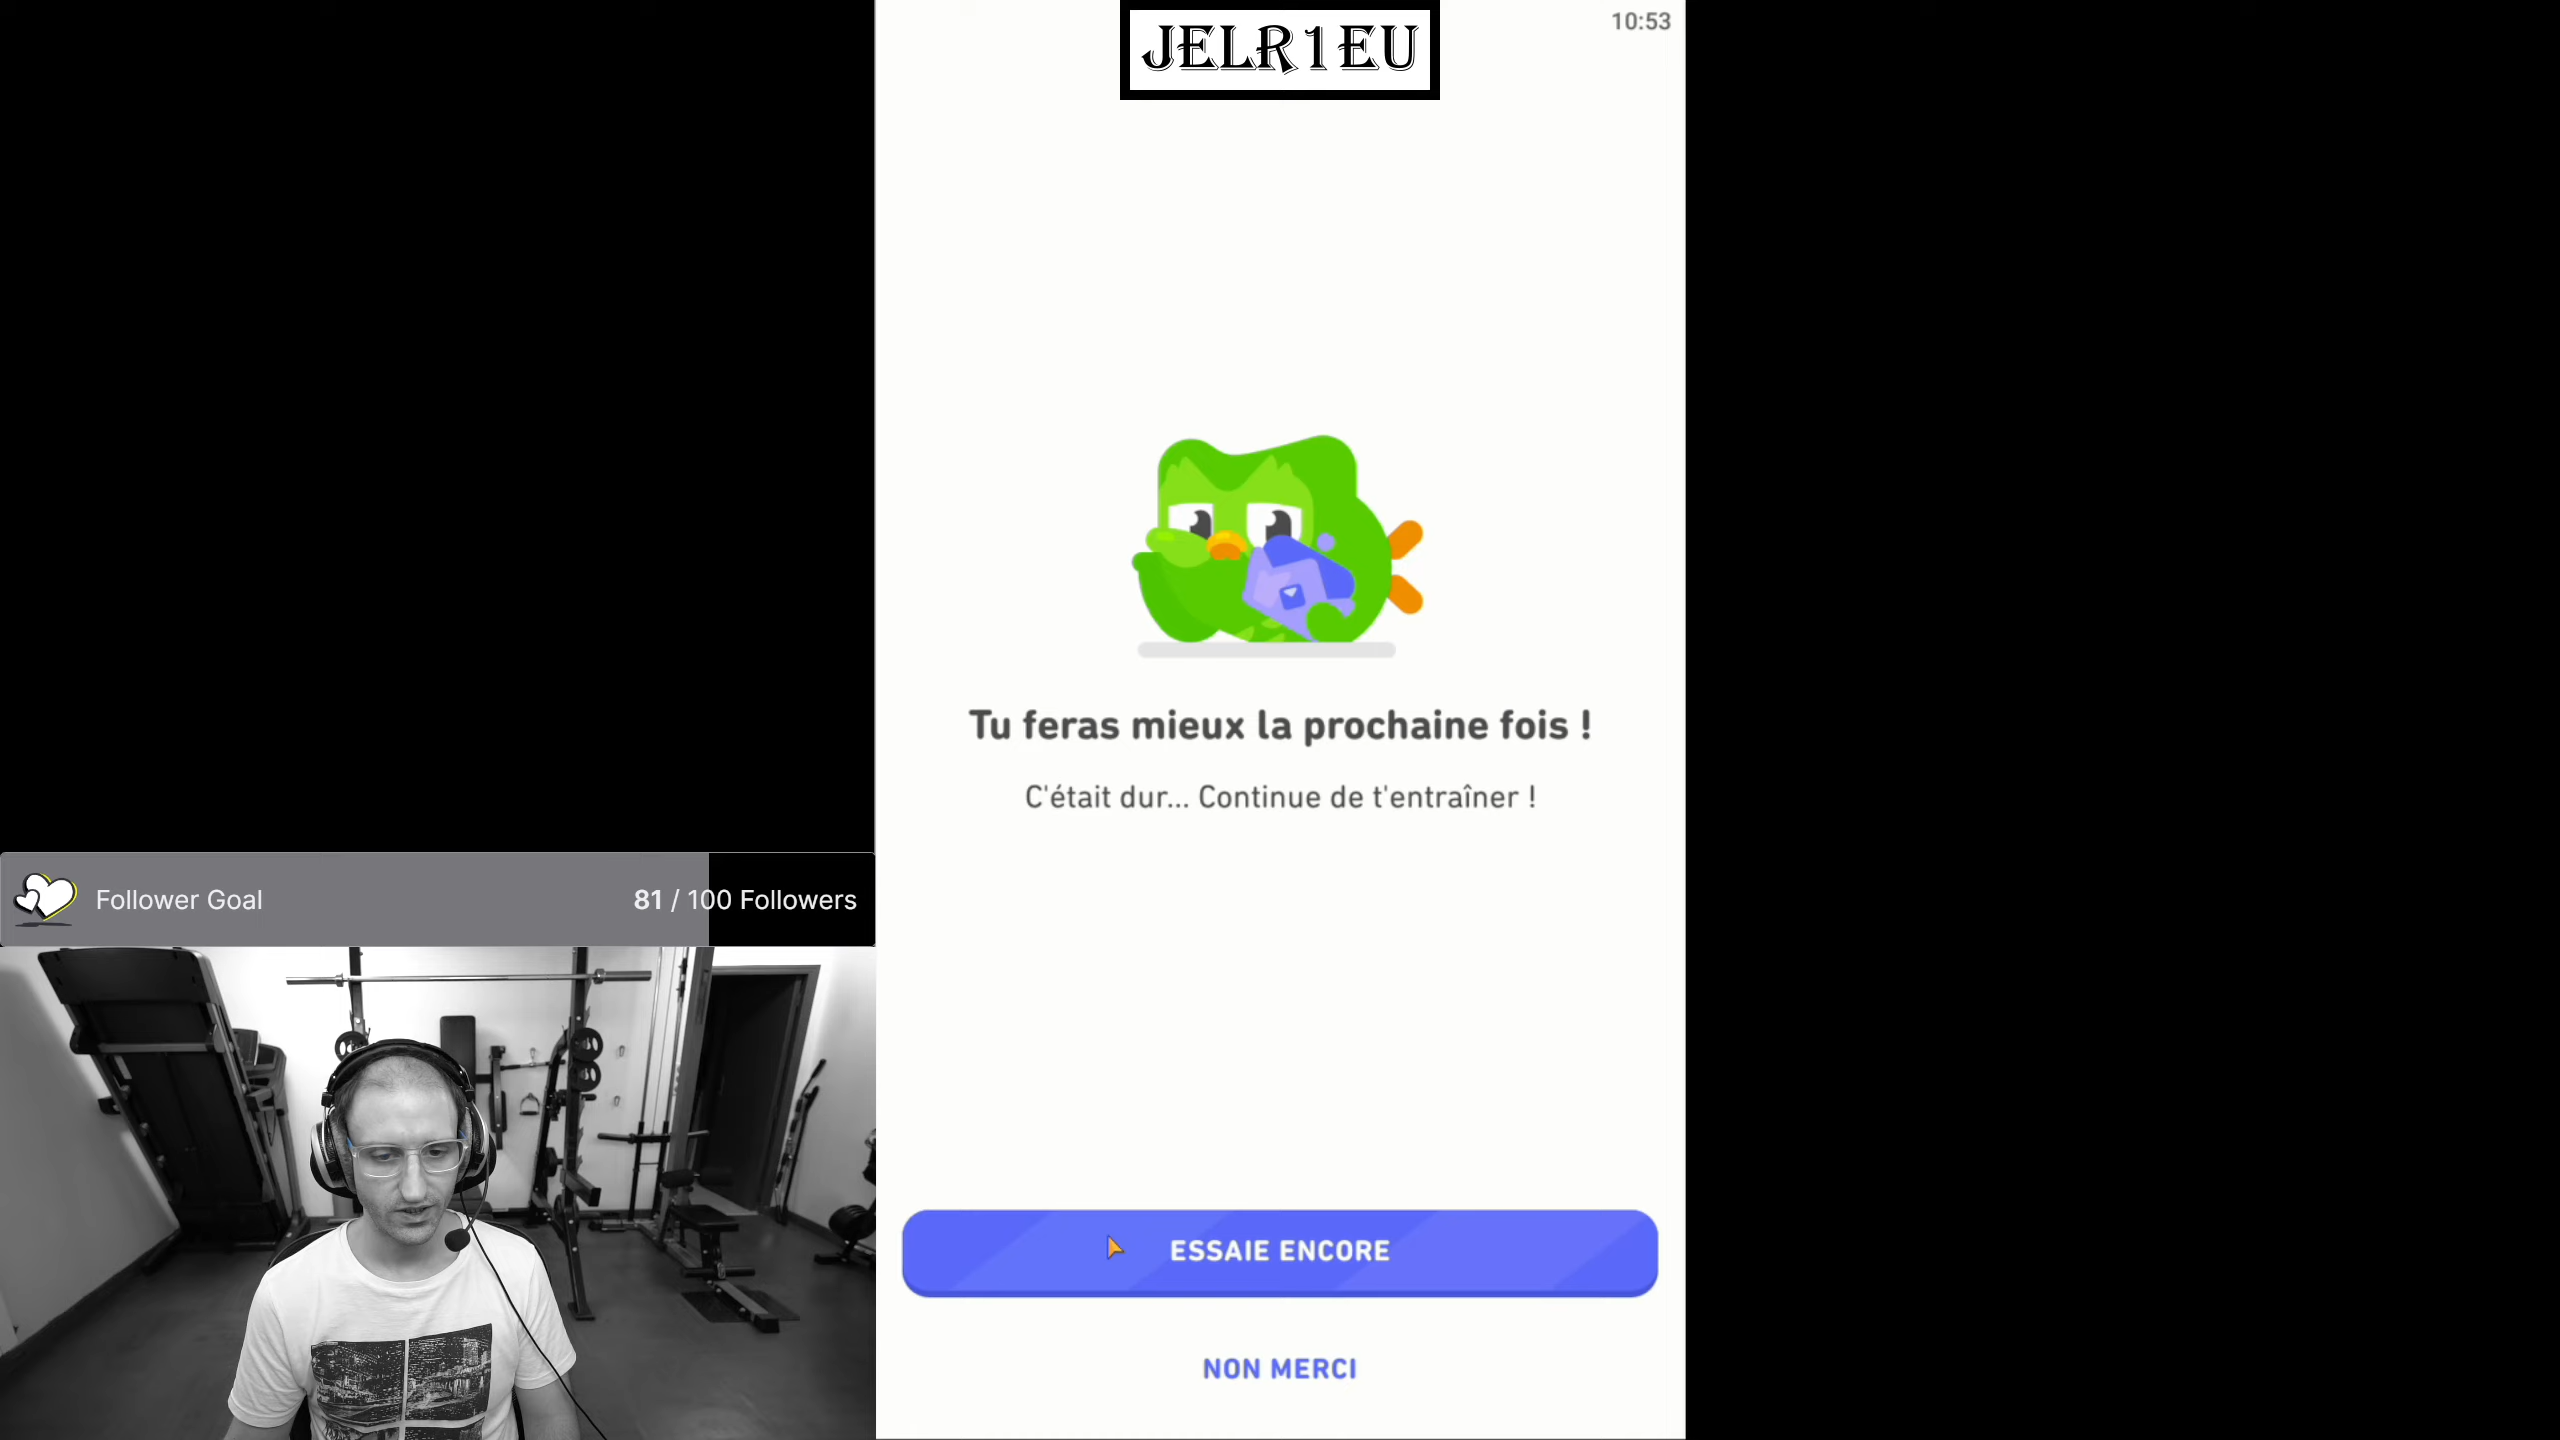 JELR1EU
10:53
Tu feras mieux la prochaine fois !
C'était dur... Continue de t'entraîner !
Follower Goal 81 / 100 Followers
ESSAIE ENCORE
NON MERCI